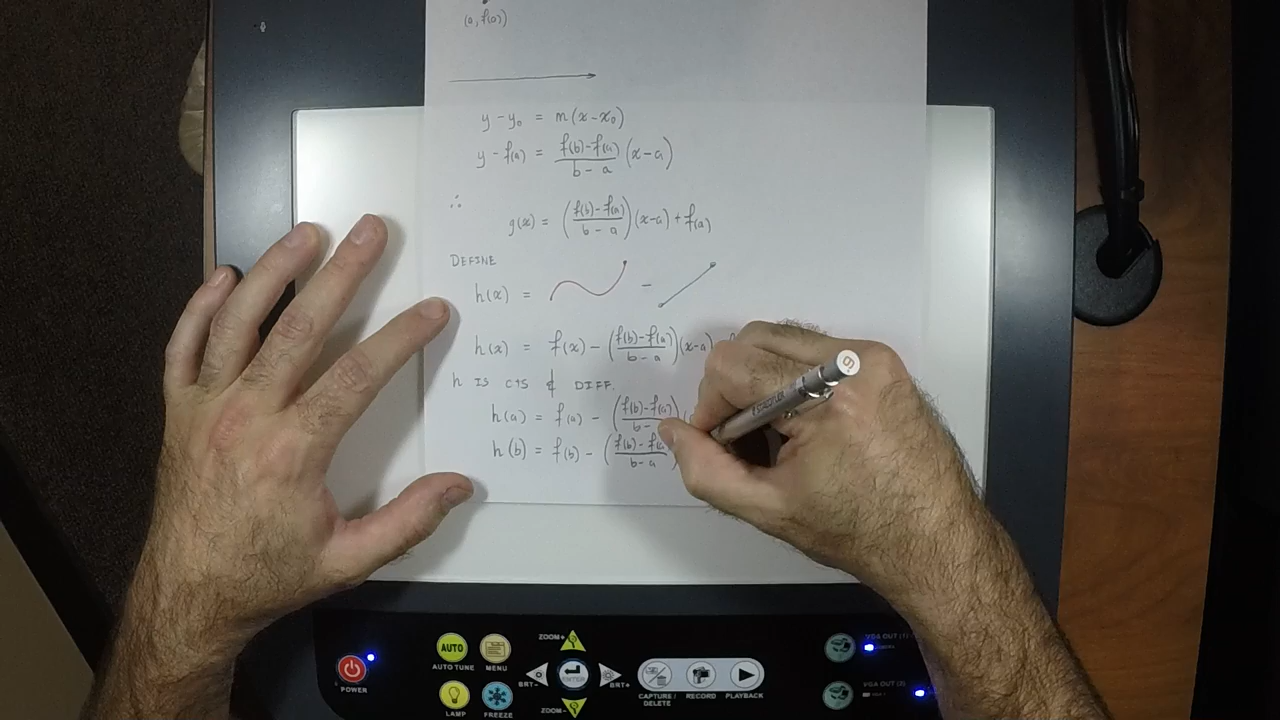 (a, f(a))
y - y₀ = m(x - x₀)
y - f(a) = (f(b) - f(a))/(b - a) (x - a)
∴
g(x) = ((f(b) - f(a))/(b - a))(x - a) + f(a)
DEFINE
h(x) = -
h(x) = f(x) - ((f(b) - f(a))/(b - a))(x - a)
h IS CTS & DIFF.
h(a) = f(a) - ((f(b) - f(a))/(b -
h(b) = f(b) - ((f(b) - f(a))/(b - a)
STAEDTLER
POWER
AUTO
AUTO TUNE
MENU
LAMP
FREEZE
ZOOM+
BRT-
ENTER
BRT+
ZOOM-
CAPTURE / DELETE
RECORD
PLAYBACK
VGA OUT (1)
VGA OUT (2)